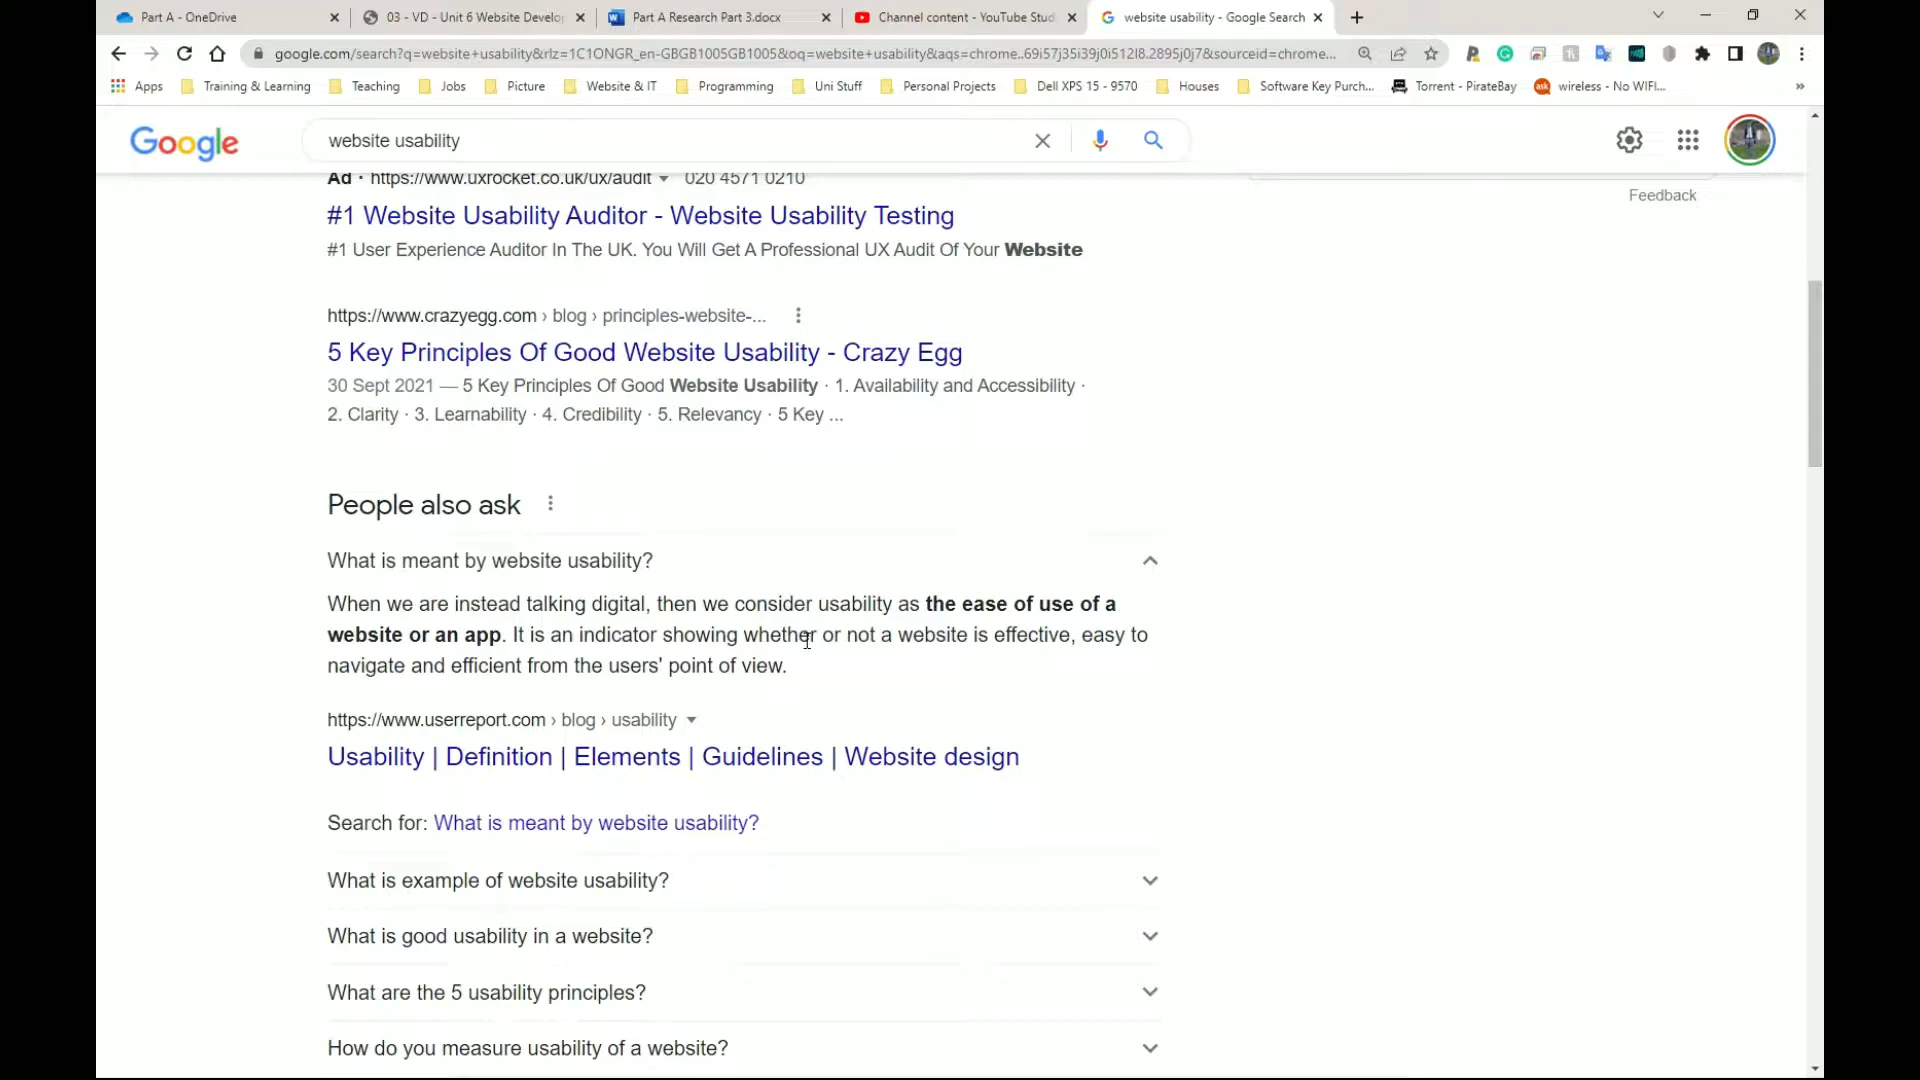 Part A - OneDrive
03 - VD - Unit 6 Website Develo
Part A Research Part 3.docx
Channel content - YouTube Stud
website usability - Google Search
google.com/search?q=website+usability&rlz=1C1ONGR_en-GBGB1005GB1005&oq=website+usability&aqs=chrome..69i57j35i39j0i512l8.2895j0j7&sourceid=chrome...
Apps
Training & Learning
Teaching
Jobs
Picture
Website & IT
Programming
Uni Stuff
Personal Projects
Dell XPS 15 - 9570
Houses
Software Key Purch...
Torrent - PirateBay
ask
wireless - No WIFI...
»
Google
website usability
Ad · https://www.uxrocket.co.uk/ux/audit 020 4571 0210
Feedback
#1 Website Usability Auditor - Website Usability Testing
#1 User Experience Auditor In The UK. You Will Get A Professional UX Audit Of Your Website
https://www.crazyegg.com › blog › principles-website-...
5 Key Principles Of Good Website Usability - Crazy Egg
30 Sept 2021 — 5 Key Principles Of Good Website Usability · 1. Availability and Accessibility ·
2. Clarity · 3. Learnability · 4. Credibility · 5. Relevancy · 5 Key ...
People also ask
What is meant by website usability?
When we are instead talking digital, then we consider usability as the ease of use of a
website or an app. It is an indicator showing whether or not a website is effective, easy to
navigate and efficient from the users' point of view.
https://www.userreport.com › blog › usability
Usability | Definition | Elements | Guidelines | Website design
Search for: What is meant by website usability?
What is example of website usability?
What is good usability in a website?
What are the 5 usability principles?
How do you measure usability of a website?